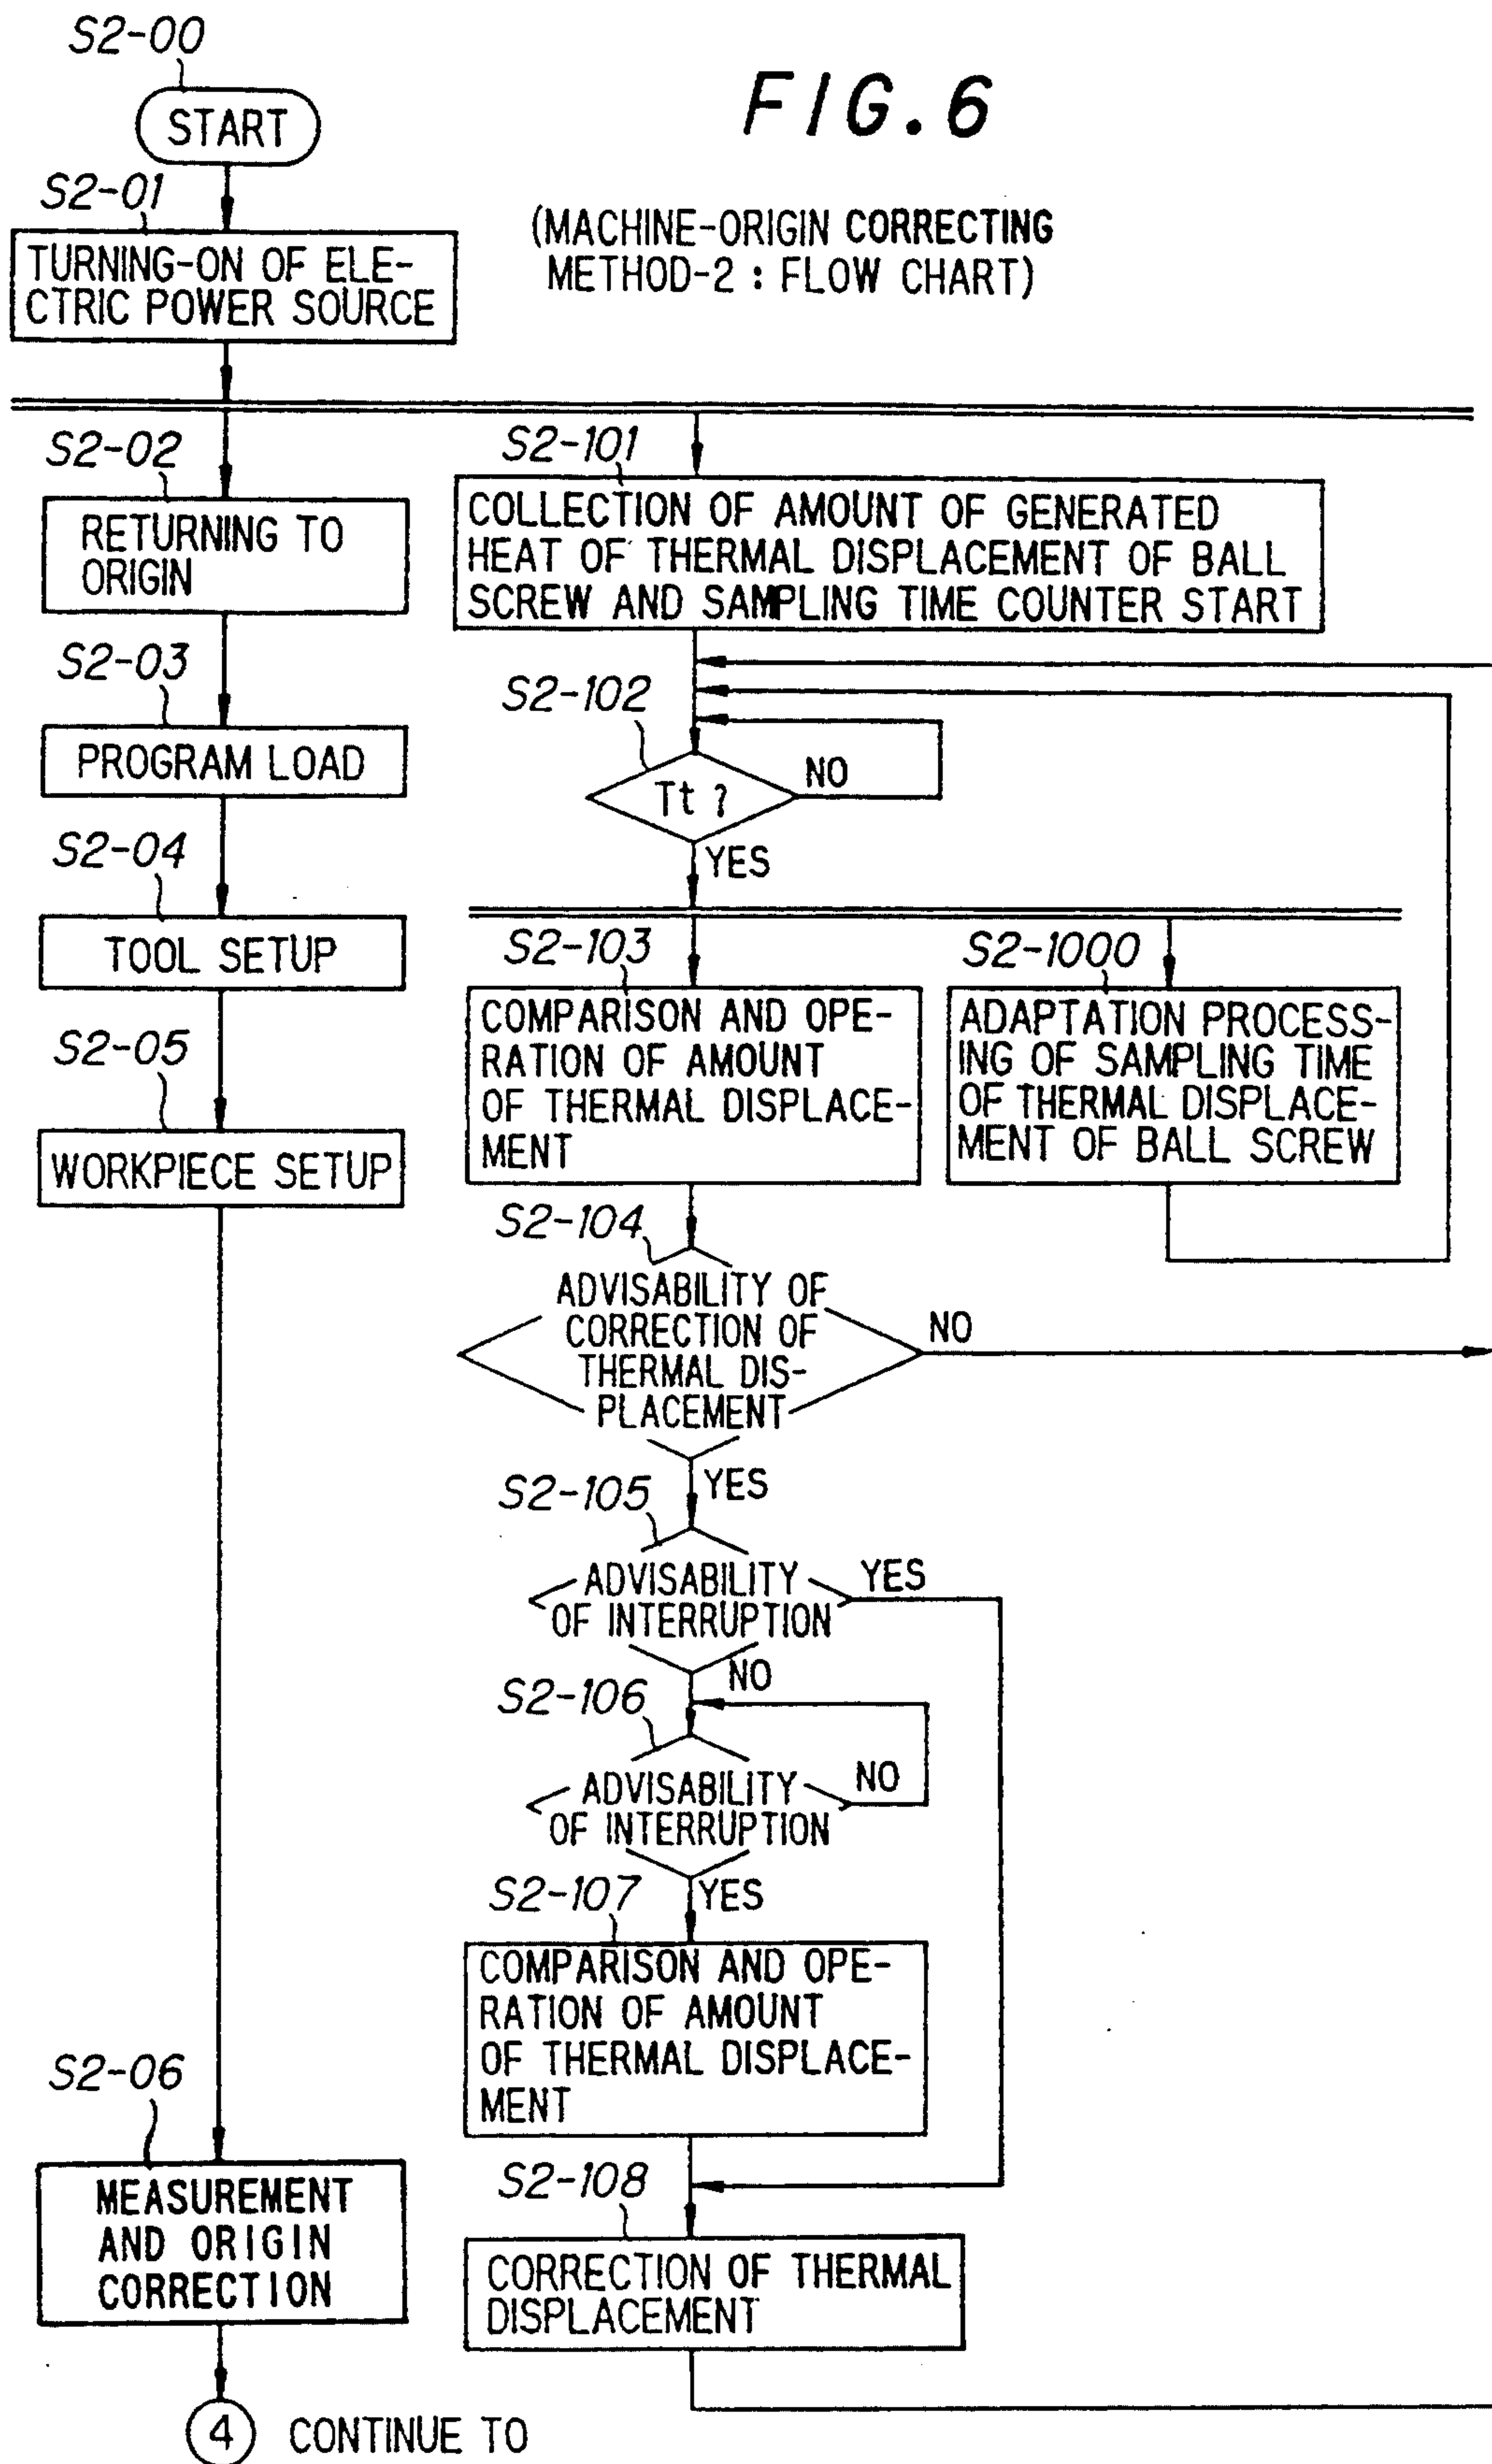 S2-00
START
FIG. 6
(MACHINE-ORIGIN CORRECTING
METHOD-2 : FLOW CHART)
S2-01
TURNING-ON OF ELE-
CTRIC POWER SOURCE
S2-02
RETURNING TO
ORIGIN
S2-03
PROGRAM LOAD
S2-04
TOOL SETUP
S2-05
WORKPIECE SETUP
S2-06
MEASUREMENT
AND ORIGIN
CORRECTION
4 CONTINUE TO
S2-101
COLLECTION OF AMOUNT OF GENERATED
HEAT OF THERMAL DISPLACEMENT OF BALL
SCREW AND SAMPLING TIME COUNTER START
S2-102
Tt ?
NO
YES
S2-103
COMPARISON AND OPE-
RATION OF AMOUNT
OF THERMAL DISPLACE-
MENT
S2-1000
ADAPTATION PROCESS-
ING OF SAMPLING TIME
OF THERMAL DISPLACE-
MENT OF BALL SCREW
S2-104
ADVISABILITY OF
CORRECTION OF
THERMAL DIS-
PLACEMENT
NO
YES
S2-105
ADVISABILITY
OF INTERRUPTION
YES
NO
S2-106
ADVISABILITY
OF INTERRUPTION
NO
YES
S2-107
COMPARISON AND OPE-
RATION OF AMOUNT
OF THERMAL DISPLACE-
MENT
S2-108
CORRECTION OF THERMAL
DISPLACEMENT